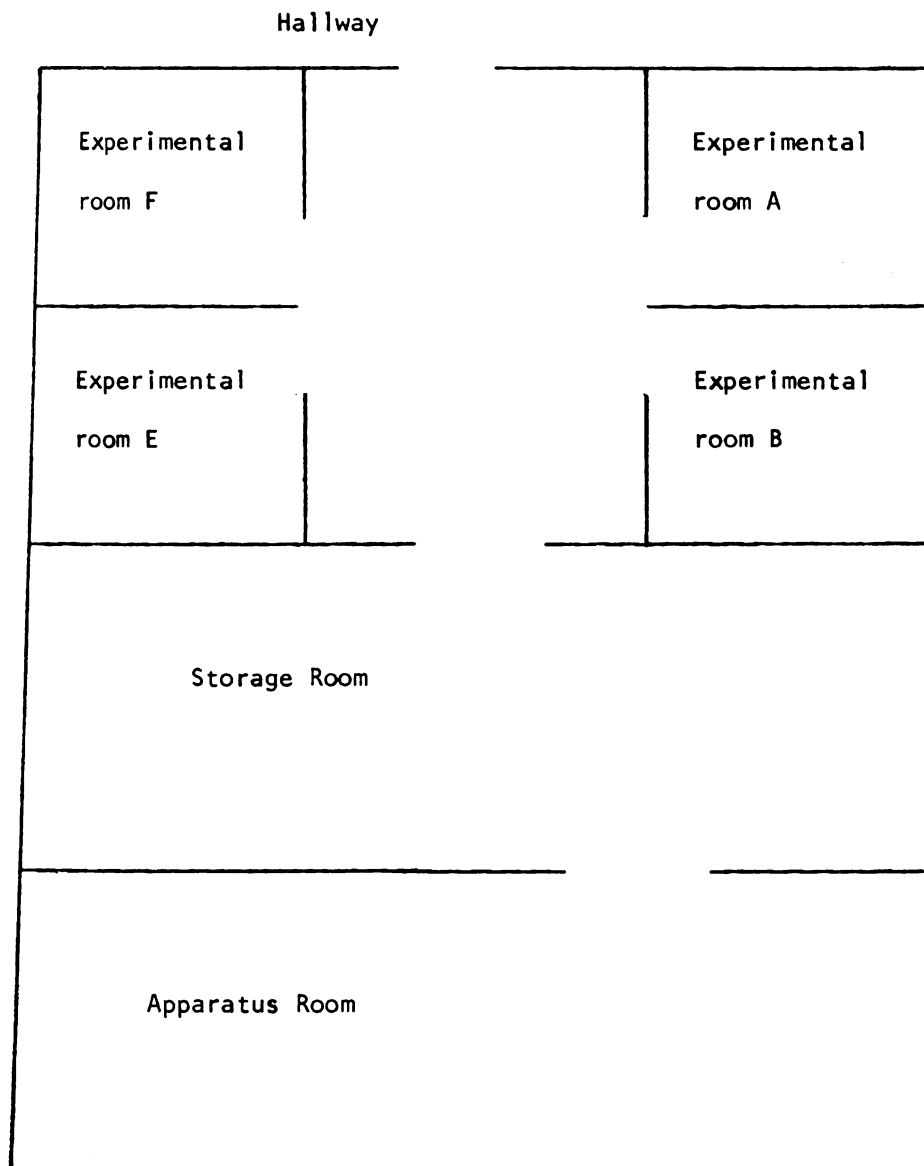 Hallway
Experimental
room F
Experimental
room A
Experimental
room E
Experimental
room B
Storage Room
Apparatus Room